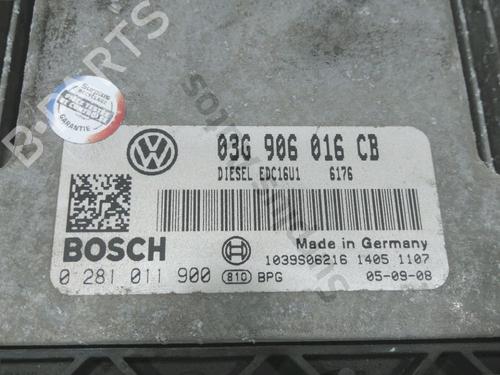 B-PARTS
GARANTIE
03G 906 016 CB
DIESEL EDC16U1 6176
BOSCH
Made in Germany
1039S06216 1405 1107
0 281 011 900 810 BPG 05-09-08